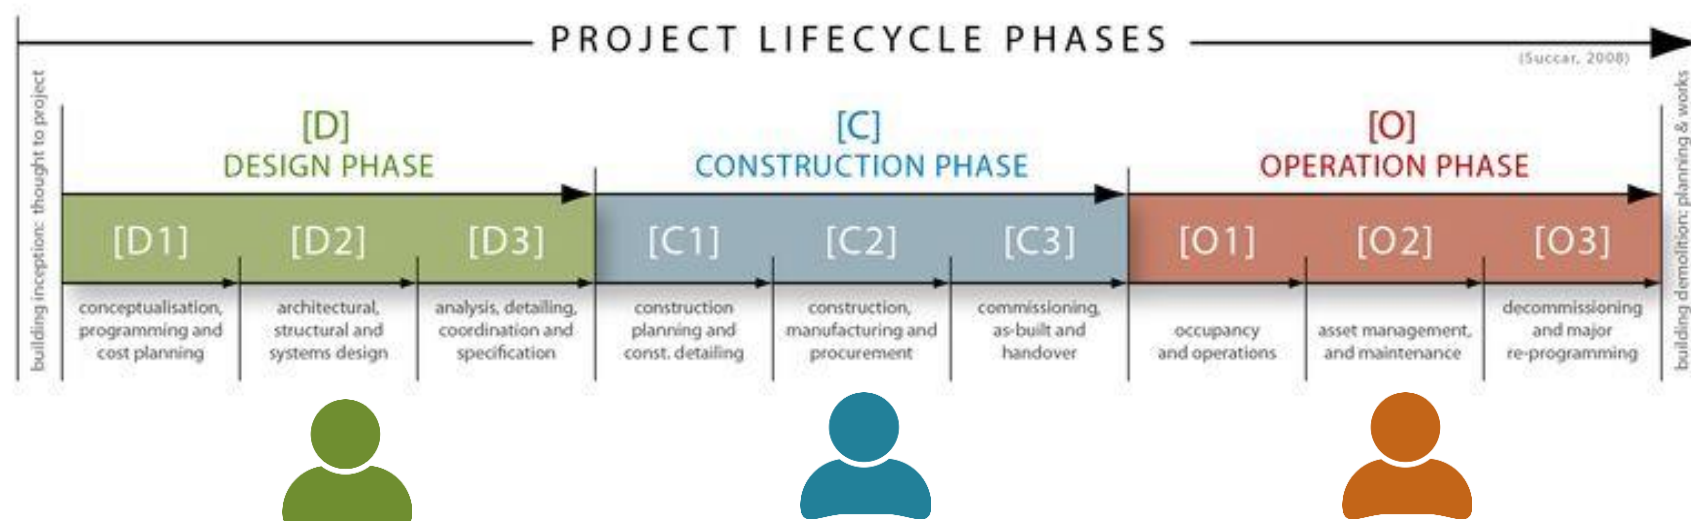 PROJECT LIFECYCLE PHASES
(Succar, 2008)
building inception: thought to project
[D]
DESIGN PHASE
[C]
CONSTRUCTION PHASE
[O]
OPERATION PHASE
[D1]
[D2]
[D3]
[C1]
[C2]
[C3]
[O1]
[O2]
[O3]
conceptualisation,
programming and
cost planning
architectural,
structural and
systems design
analysis, detailing,
coordination and
specification
construction
planning and
const. detailing
construction,
manufacturing and
procurement
commissioning,
as-built and
handover
occupancy
and operations
asset management,
and maintenance
decommissioning
and major
re-programming
building demolition: planning & works